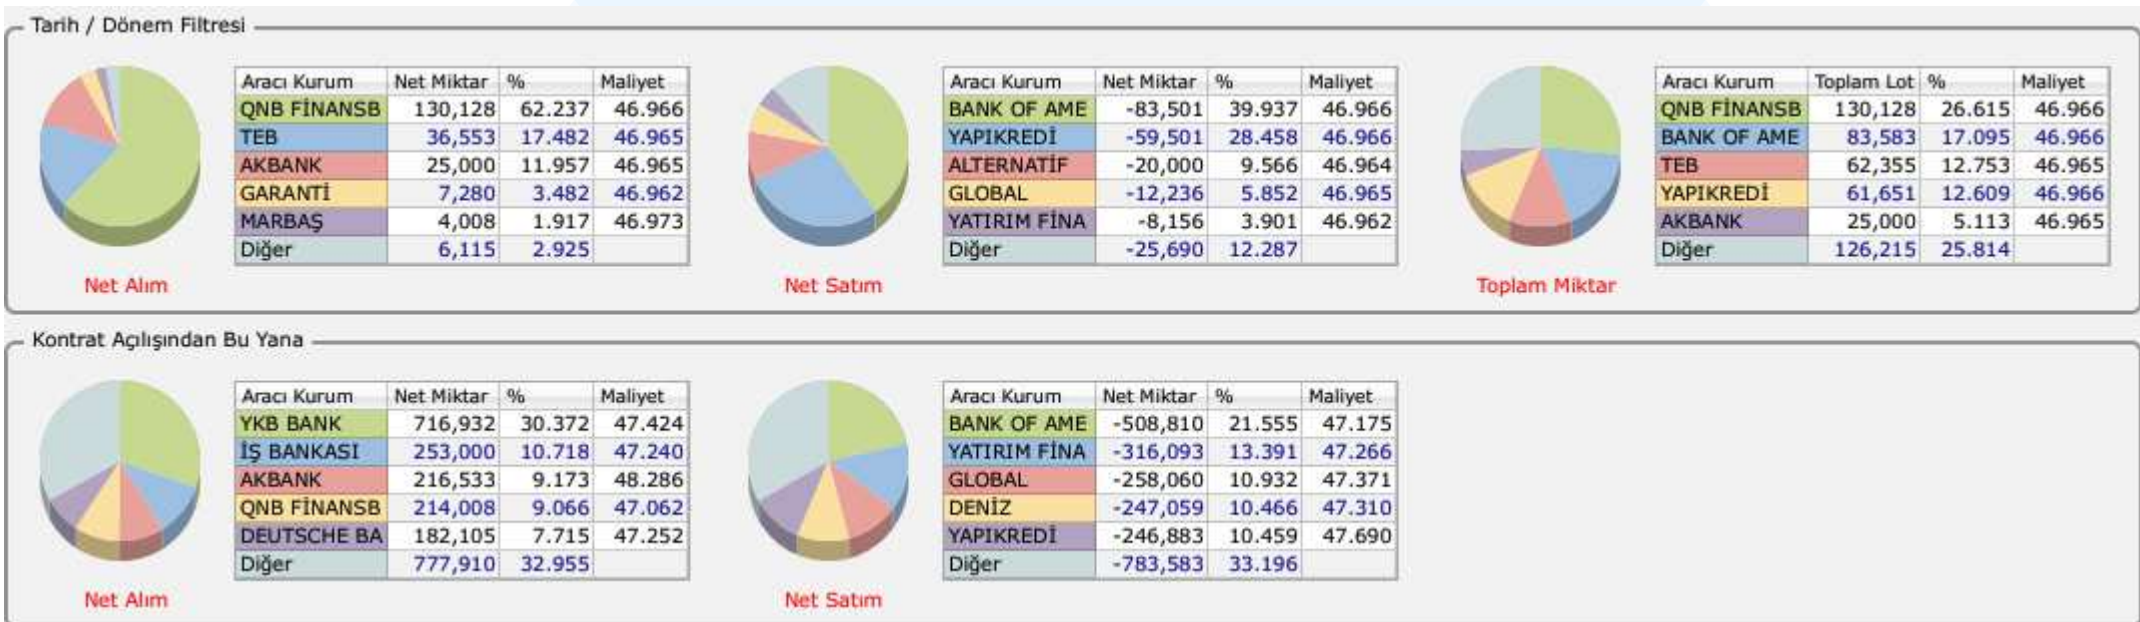 Tarih / Dönem Filtresi
Aracı Kurum Net Miktar % Maliyet
QNB FİNANSB 130,128 62.237 46.966
TEB 36,553 17.482 46.965
AKBANK 25,000 11.957 46.965
GARANTİ 7,280 3.482 46.962
MARBAŞ 4,008 1.917 46.973
Diğer 6,115 2.925
Net Alım
Aracı Kurum Net Miktar % Maliyet
BANK OF AME -83,501 39.937 46.966
YAPIKREDİ -59,501 28.458 46.966
ALTERNATİF -20,000 9.566 46.964
GLOBAL -12,236 5.852 46.965
YATIRIM FİNA -8,156 3.901 46.962
Diğer -25,690 12.287
Net Satım
Aracı Kurum Toplam Lot % Maliyet
QNB FİNANSB 130,128 26.615 46.966
BANK OF AME 83,583 17.095 46.966
TEB 62,355 12.753 46.965
YAPIKREDİ 61,651 12.609 46.966
AKBANK 25,000 5.113 46.965
Diğer 126,215 25.814
Toplam Miktar
Kontrat Açılışından Bu Yana
Aracı Kurum Net Miktar % Maliyet
YKB BANK 716,932 30.372 47.424
İŞ BANKASI 253,000 10.718 47.240
AKBANK 216,533 9.173 48.286
QNB FİNANSB 214,008 9.066 47.062
DEUTSCHE BA 182,105 7.715 47.252
Diğer 777,910 32.955
Net Alım
Aracı Kurum Net Miktar % Maliyet
BANK OF AME -508,810 21.555 47.175
YATIRIM FİNA -316,093 13.391 47.266
GLOBAL -258,060 10.932 47.371
DENİZ -247,059 10.466 47.310
YAPIKREDİ -246,883 10.459 47.690
Diğer -783,583 33.196
Net Satım